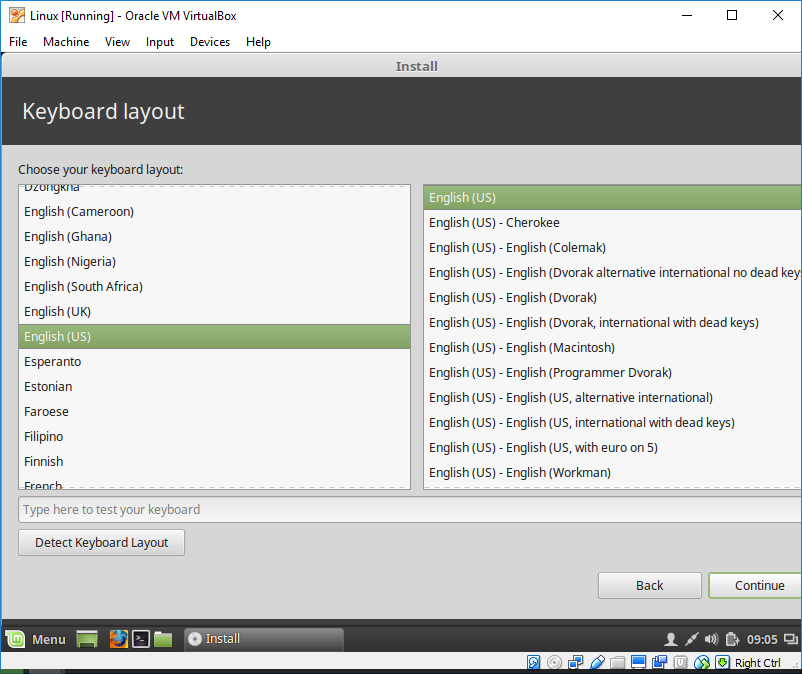 Linux [Running] - Oracle VM VirtualBox
File Machine View Input Devices Help
Install
Keyboard layout
Choose your keyboard layout:
Dzongkha
English (Cameroon)
English (Ghana)
English (Nigeria)
English (South Africa)
English (UK)
English (US)
Esperanto
Estonian
Faroese
Filipino
Finnish
French
English (US)
English (US) - Cherokee
English (US) - English (Colemak)
English (US) - English (Dvorak alternative international no dead keys
English (US) - English (Dvorak)
English (US) - English (Dvorak, international with dead keys)
English (US) - English (Macintosh)
English (US) - English (Programmer Dvorak)
English (US) - English (US, alternative international)
English (US) - English (US, international with dead keys)
English (US) - English (US, with euro on 5)
English (US) - English (Workman)
Type here to test your keyboard
Detect Keyboard Layout
Back Continue
Menu Install 09:05
Right Ctrl